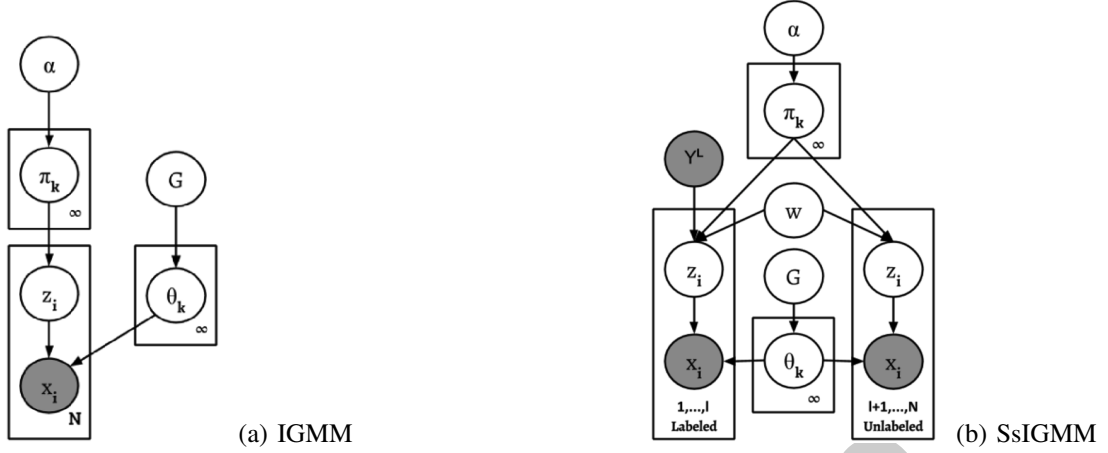 α
π_k
∞
G
z_i
θ_k
∞
x_i
N
(a) IGMM
α
π_k
∞
Y^L
w
z_i
z_i
G
x_i
θ_k
x_i
∞
1,...,l
Labeled
l+1,...,N
Unlabeled
(b) SsIGMM